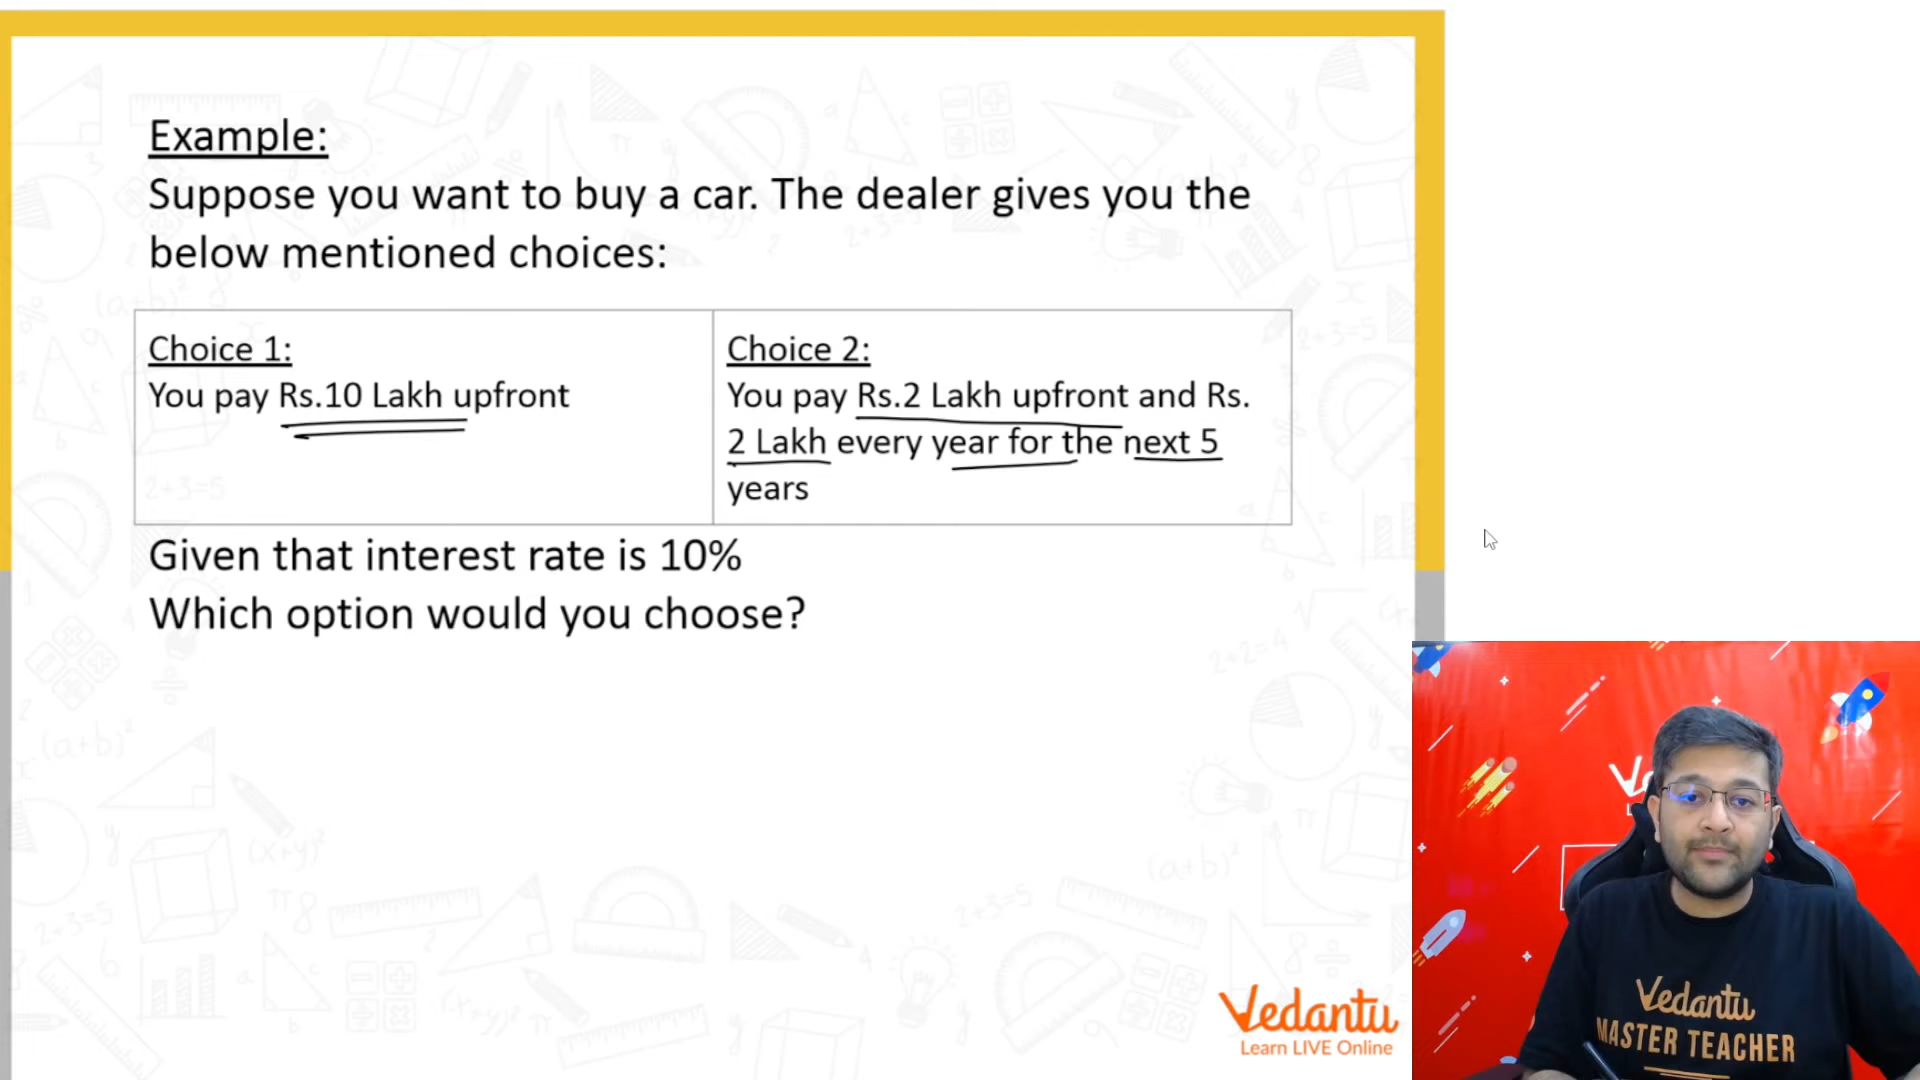 Example:
Suppose you want to buy a car. The dealer gives you the
below mentioned choices:
Choice 1:
You pay Rs.10 Lakh upfront
Choice 2:
You pay Rs.2 Lakh upfront and Rs.
2 Lakh every year for the next 5
years
Given that interest rate is 10%
Which option would you choose?
Vedantu
Learn LIVE Online
Vedantu
MASTER TEACHER